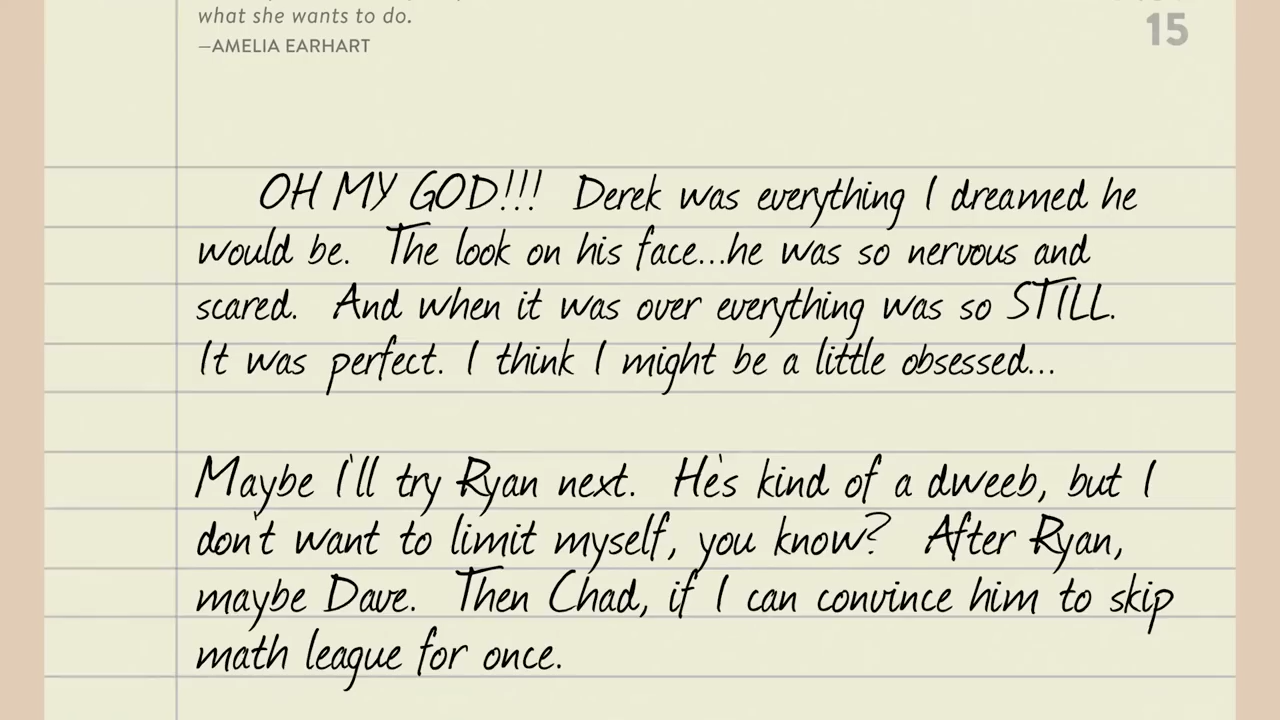 what she wants to do.
—AMELIA EARHART
15
OH MY GOD!!! Derek was everything I dreamed he
would be. The look on his face...he was so nervous and
scared. And when it was over everything was so STILL.
It was perfect. I think I might be a little obsessed...
Maybe I'll try Ryan next. He's kind of a dweeb, but I
don't want to limit myself, you know? After Ryan,
maybe Dave. Then Chad, if I can convince him to skip
math league for once.